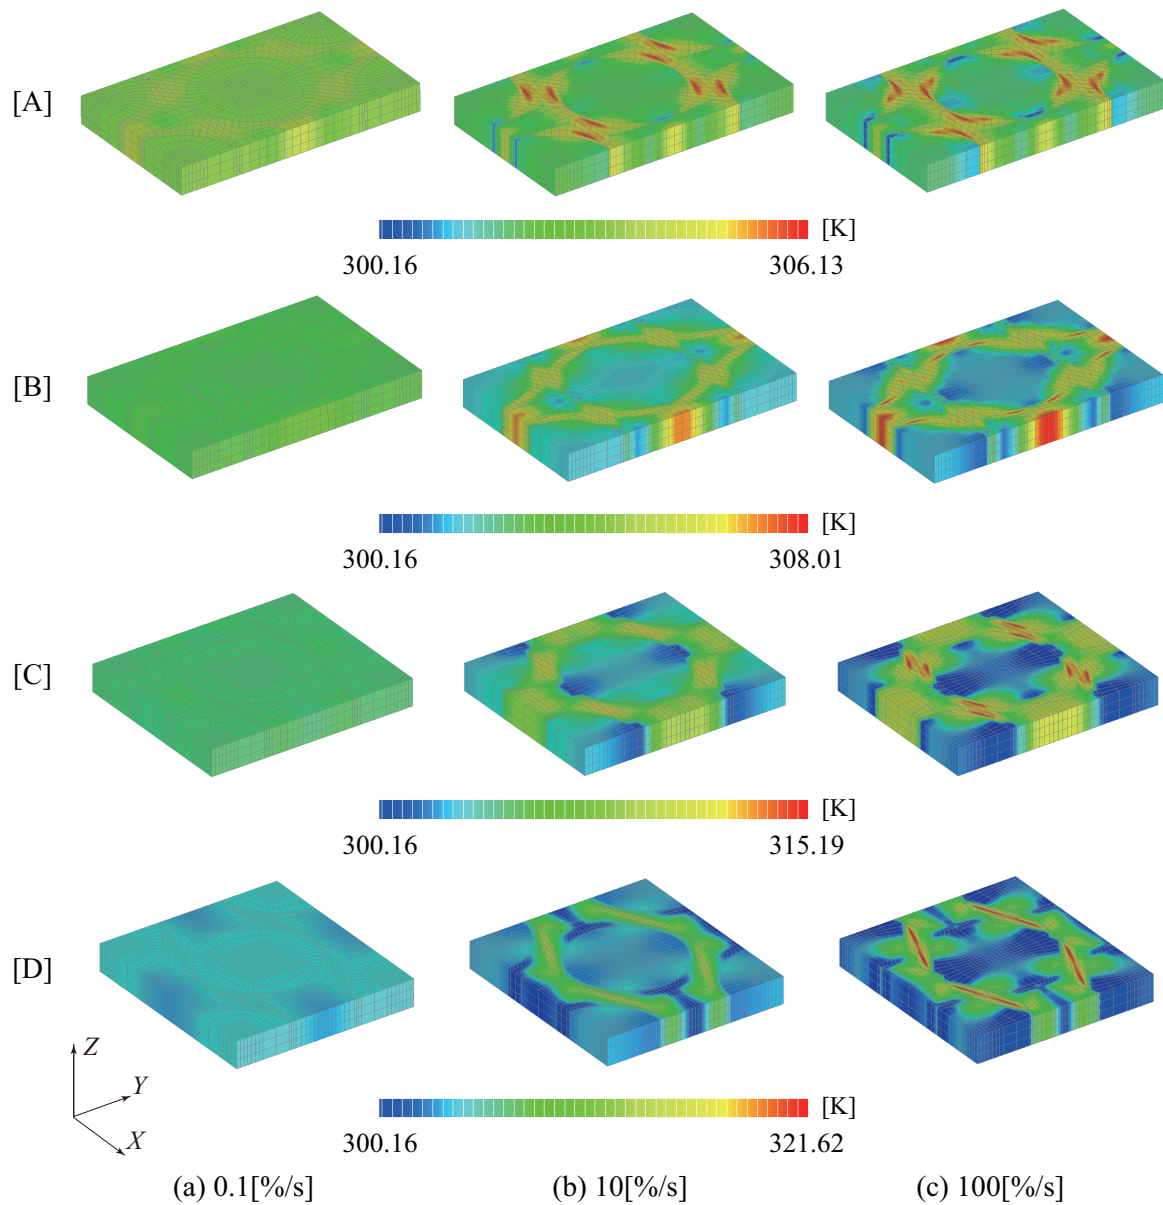 [A]
[K]
300.16 306.13
[B]
[K]
300.16 308.01
[C]
[K]
300.16 315.19
[D]
Z
Y
X
[K]
300.16 321.62
(a) 0.1[%/s] (b) 10[%/s] (c) 100[%/s]